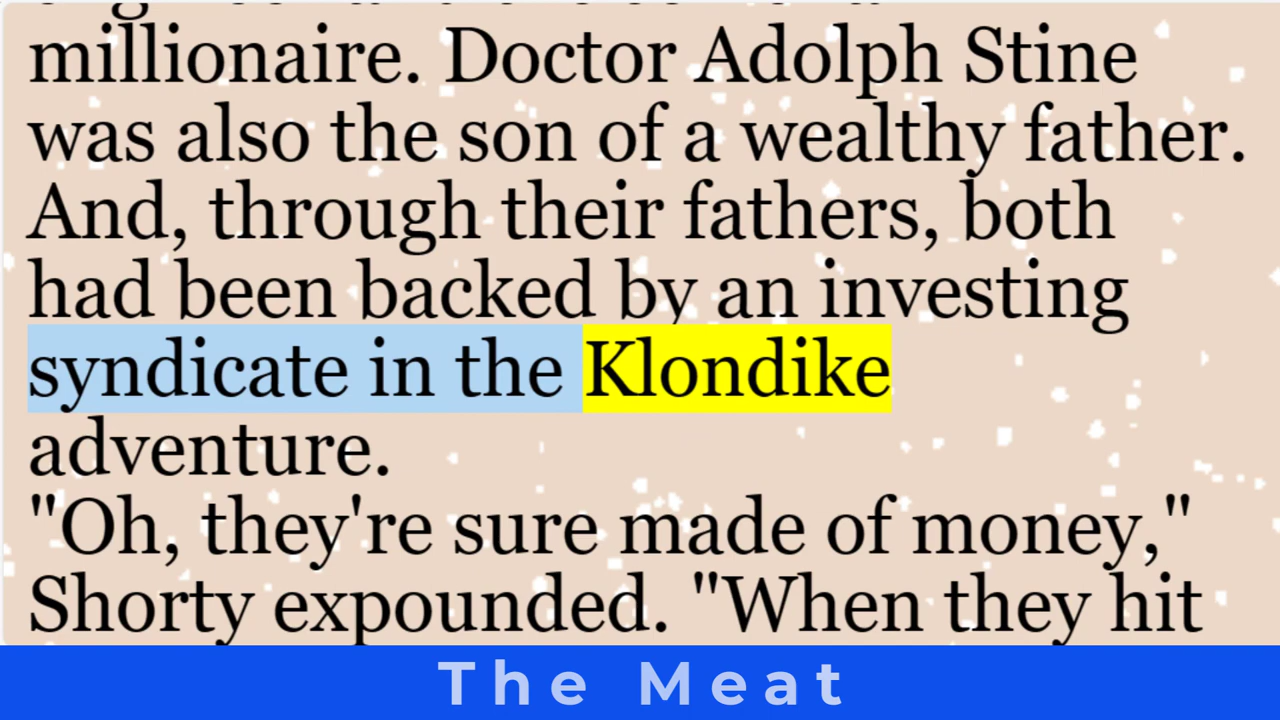 millionaire. Doctor Adolph Stine
was also the son of a wealthy father.
And, through their fathers, both
had been backed by an investing
syndicate in the Klondike
adventure.
"Oh, they're sure made of money,"
Shorty expounded. "When they hit
The Meat